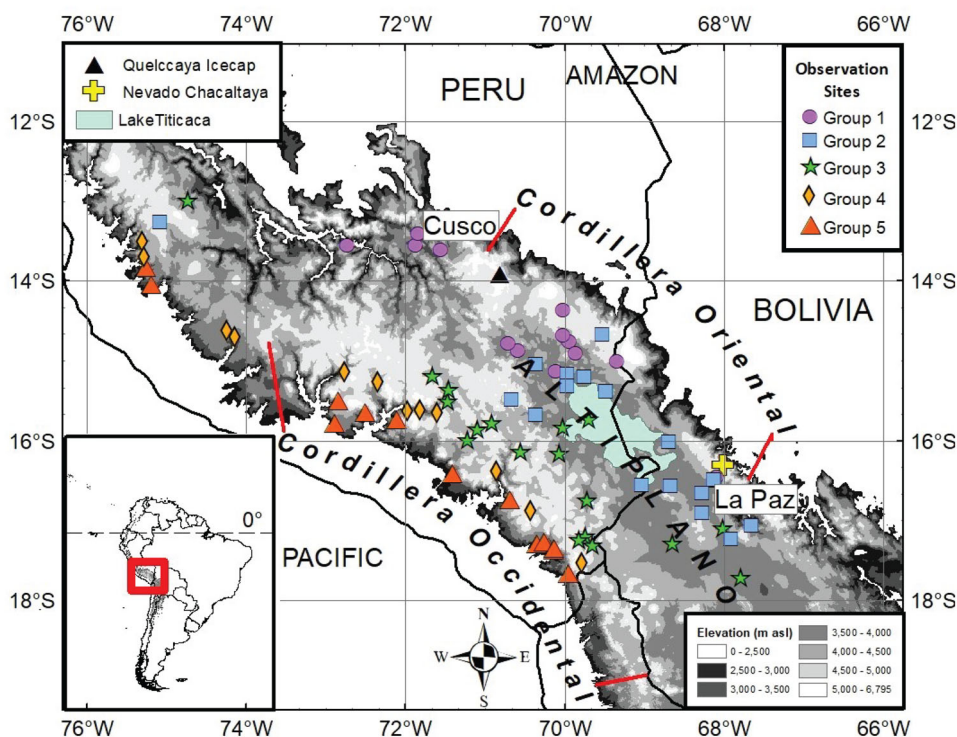 76°W 74°W 72°W 70°W 68°W 66°W
Quelccaya Icecap
Nevado Chacaltaya
LakeTiticaca
PERU
AMAZON
Observation
Sites
Group 1
Group 2
Group 3
Group 4
Group 5
12°S
12°S
Cusco
Cordillera Oriental
14°S
14°S
BOLIVIA
ALTIPLANO
16°S
16°S
Cordillera Occidental
La Paz
0°
PACIFIC
18°S
18°S
N
W E
S
Elevation (m asl)
0 - 2,500
2,500 - 3,000
3,000 - 3,500
3,500 - 4,000
4,000 - 4,500
4,500 - 5,000
5,000 - 6,795
76°W 74°W 72°W 70°W 68°W 66°W